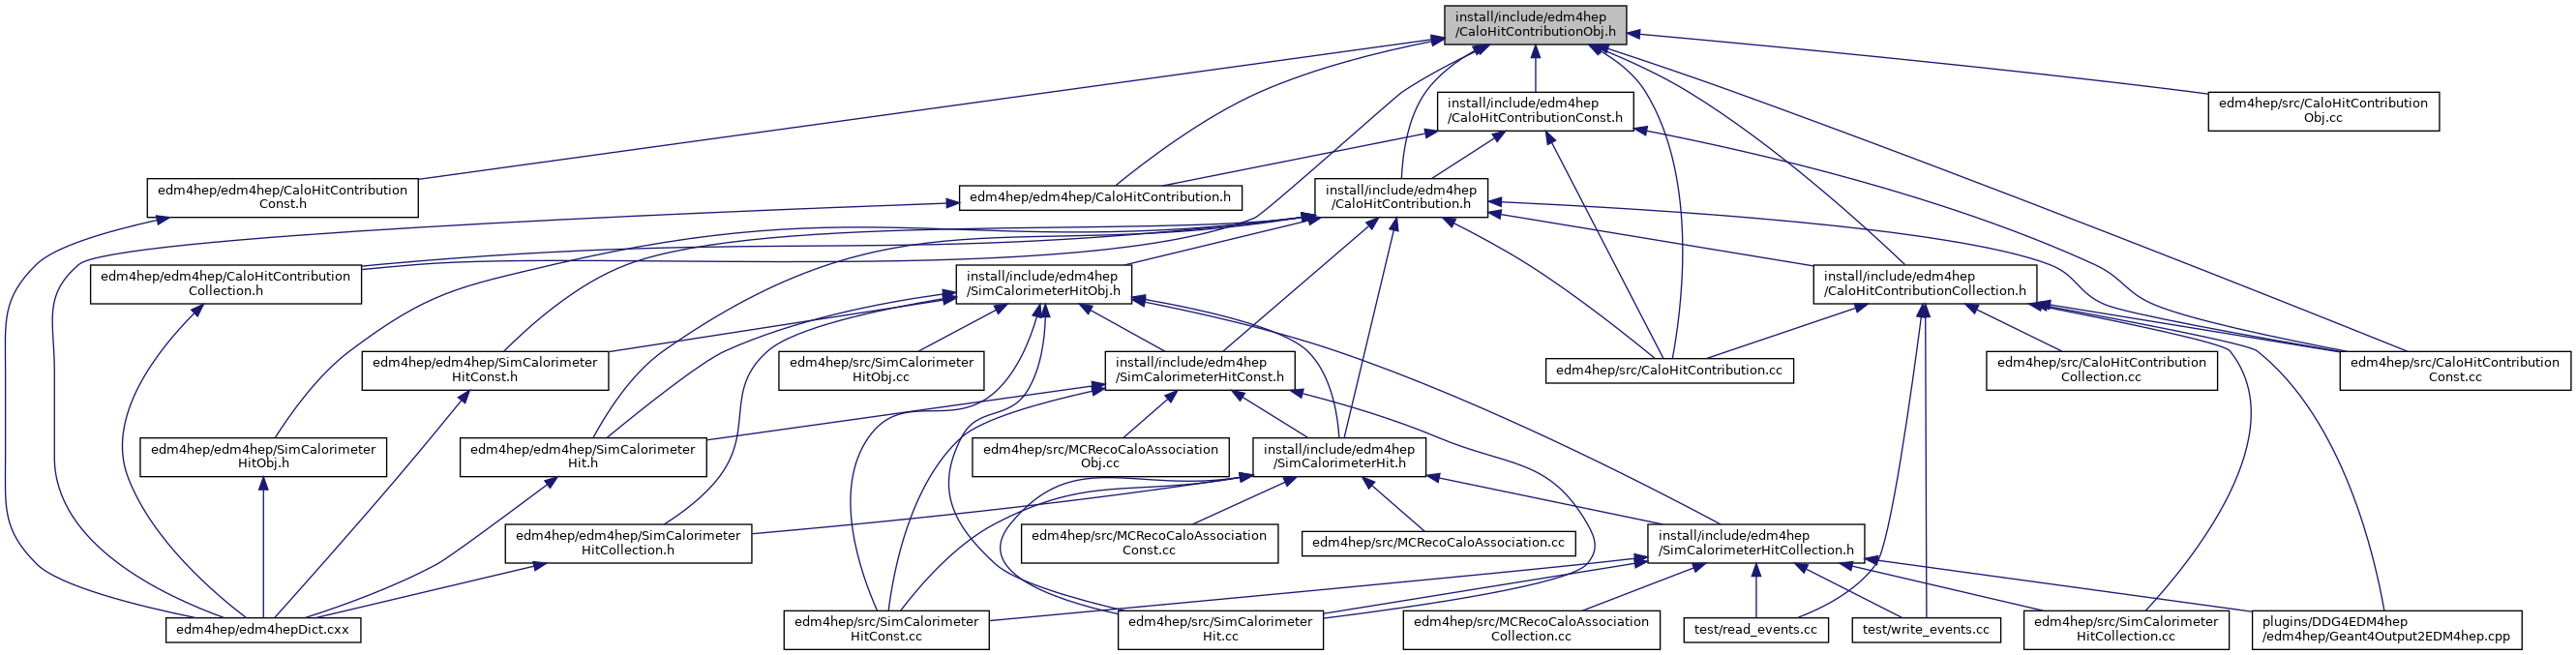 install/include/edm4hep
/CaloHitContributionObj.h
install/include/edm4hep
/CaloHitContributionConst.h
edm4hep/src/CaloHitContribution
Obj.cc
edm4hep/edm4hep/CaloHitContribution
Const.h
edm4hep/edm4hep/CaloHitContribution.h
install/include/edm4hep
/CaloHitContribution.h
edm4hep/edm4hep/CaloHitContribution
Collection.h
install/include/edm4hep
/SimCalorimeterHitObj.h
install/include/edm4hep
/CaloHitContributionCollection.h
edm4hep/edm4hep/SimCalorimeter
HitConst.h
edm4hep/src/SimCalorimeter
HitObj.cc
install/include/edm4hep
/SimCalorimeterHitConst.h
edm4hep/src/CaloHitContribution.cc
edm4hep/src/CaloHitContribution
Collection.cc
edm4hep/src/CaloHitContribution
Const.cc
edm4hep/edm4hep/SimCalorimeter
HitObj.h
edm4hep/edm4hep/SimCalorimeter
Hit.h
edm4hep/src/MCRecoCaloAssociation
Obj.cc
install/include/edm4hep
/SimCalorimeterHit.h
edm4hep/edm4hep/SimCalorimeter
HitCollection.h
edm4hep/src/MCRecoCaloAssociation
Const.cc
edm4hep/src/MCRecoCaloAssociation.cc
install/include/edm4hep
/SimCalorimeterHitCollection.h
edm4hep/edm4hepDict.cxx
edm4hep/src/SimCalorimeter
HitConst.cc
edm4hep/src/SimCalorimeter
Hit.cc
edm4hep/src/MCRecoCaloAssociation
Collection.cc
test/read_events.cc
test/write_events.cc
edm4hep/src/SimCalorimeter
HitCollection.cc
plugins/DDG4EDM4hep
/edm4hep/Geant4Output2EDM4hep.cpp